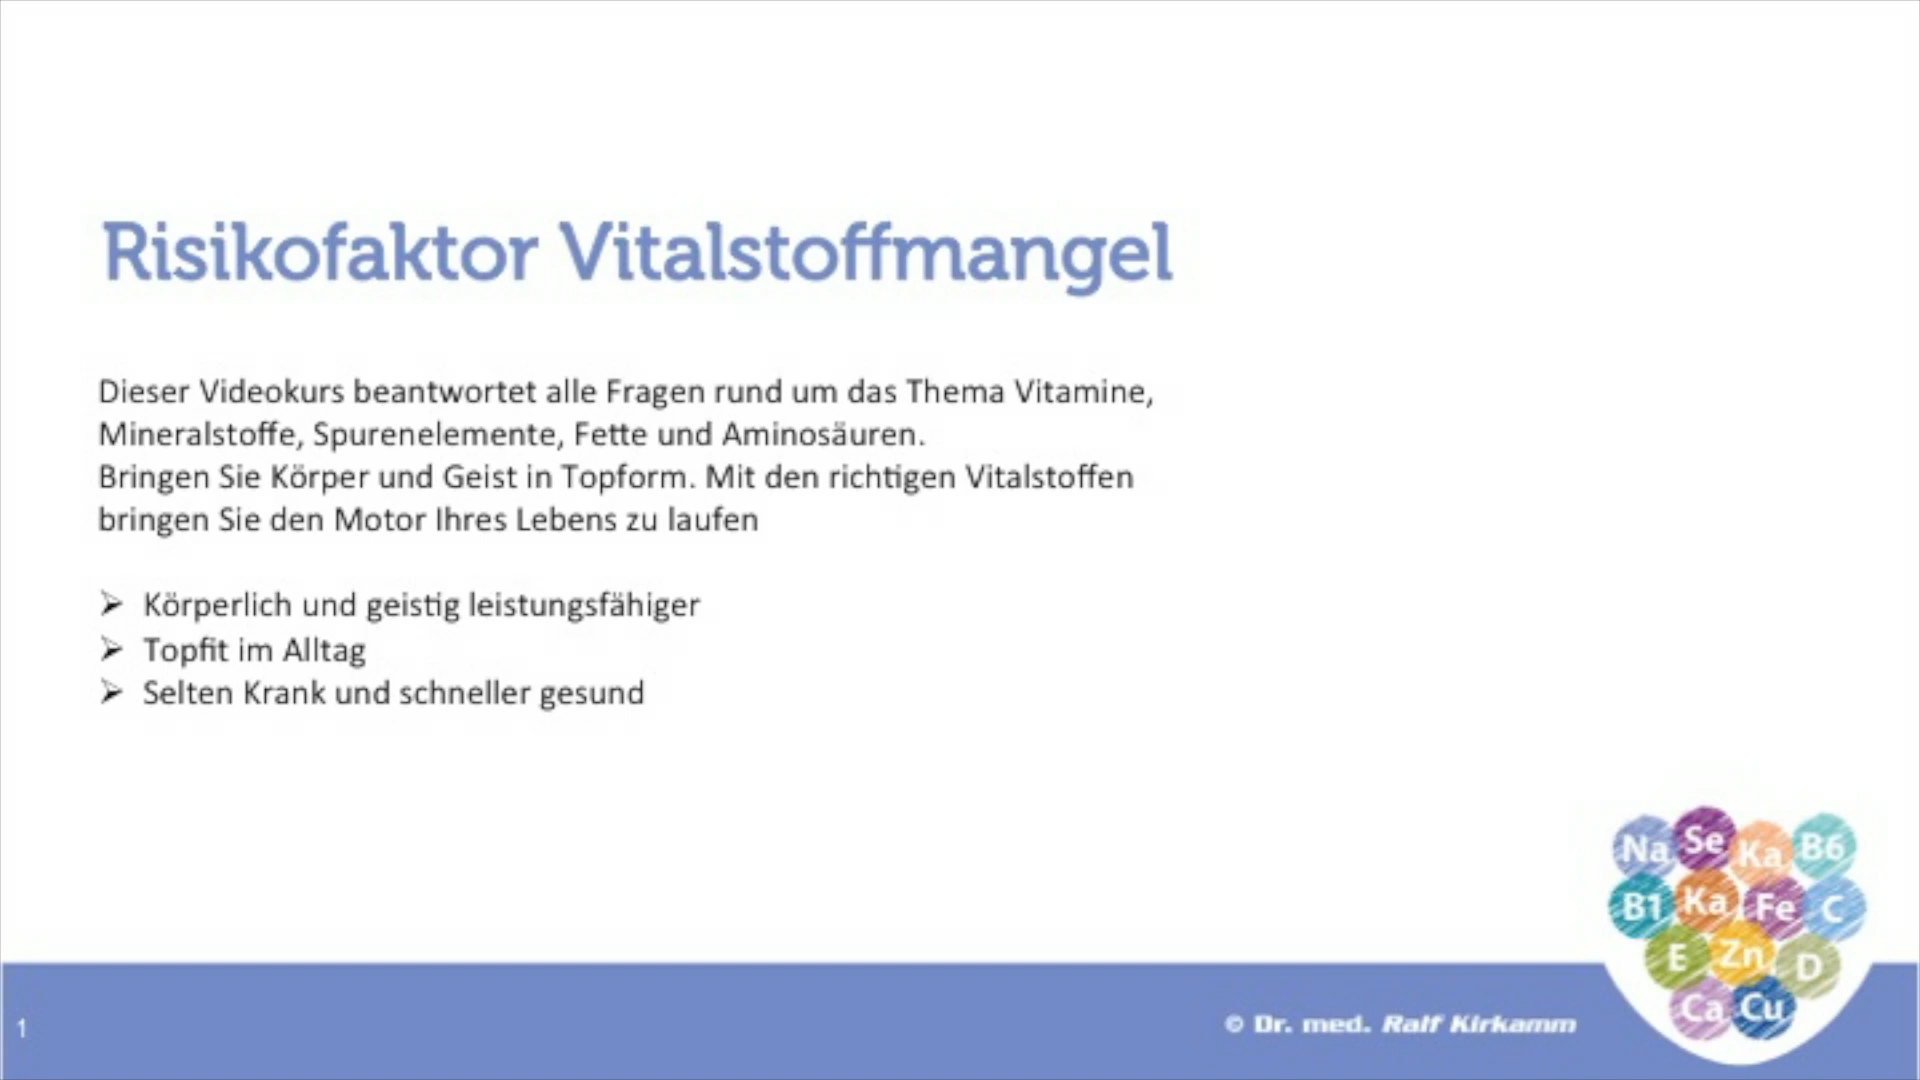 Risikofaktor Vitalstoffmangel
Dieser Videokurs beantwortet alle Fragen rund um das Thema Vitamine,
Mineralstoffe, Spurenelemente, Fette und Aminosäuren.
Bringen Sie Körper und Geist in Topform. Mit den richtigen Vitalstoffen
bringen Sie den Motor Ihres Lebens zu laufen
➢ Körperlich und geistig leistungsfähiger
➢ Topfit im Alltag
➢ Selten Krank und schneller gesund
Na Se Ka B6
B1 Ka Fe C
E Zn D
Ca Cu
1
© Dr. med. Ralf Kirkamm